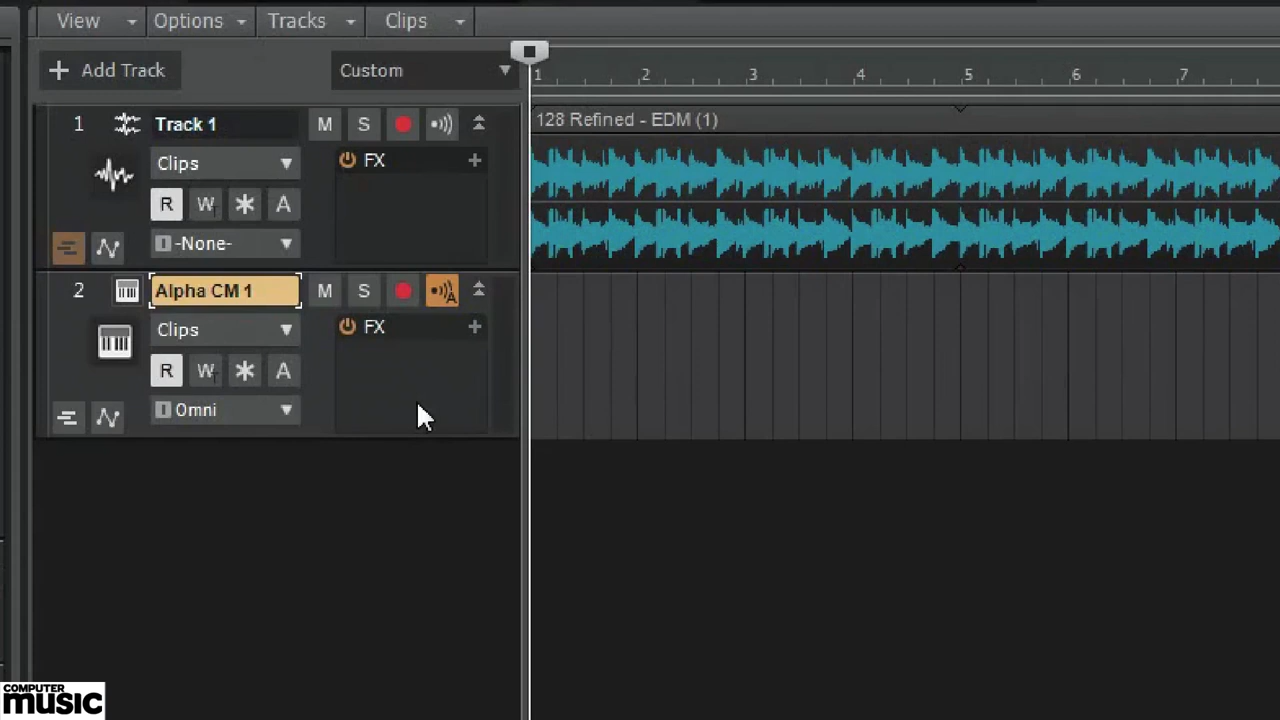 View Options Tracks Clips
+ Add Track Custom
1 2 3 4 5 6 7
1 Track 1 M S
128 Refined - EDM (1)
Clips FX +
R W * A
-None-
2 Alpha CM 1 M S A
Clips FX +
R W * A
Omni
COMPUTER
music